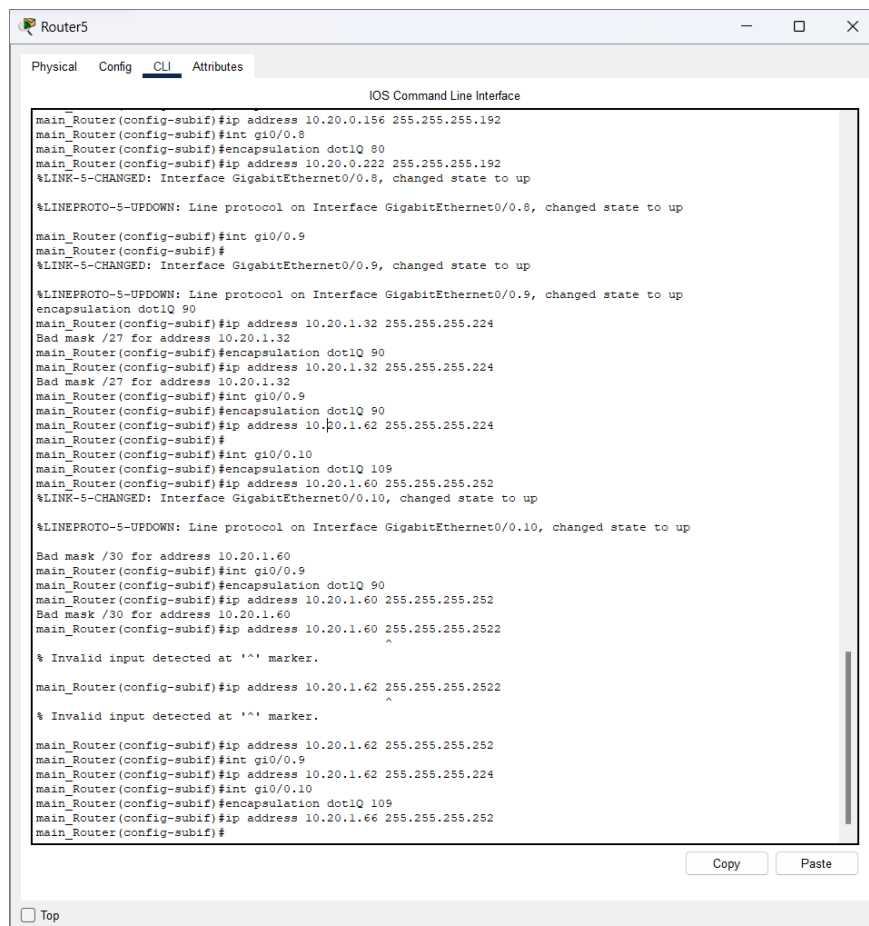 Router5
Physical Config CLI Attributes
IOS Command Line Interface
main_Router(config-subif)#ip address 10.20.0.156 255.255.255.192
main_Router(config-subif)#int gi0/0.8
main_Router(config-subif)#encapsulation dot1Q 80
main_Router(config-subif)#ip address 10.20.0.222 255.255.255.192
%LINK-5-CHANGED: Interface GigabitEthernet0/0.8, changed state to up
%LINEPROTO-5-UPDOWN: Line protocol on Interface GigabitEthernet0/0.8, changed state to up
main_Router(config-subif)#int gi0/0.9
main_Router(config-subif)#
%LINK-5-CHANGED: Interface GigabitEthernet0/0.9, changed state to up
%LINEPROTO-5-UPDOWN: Line protocol on Interface GigabitEthernet0/0.9, changed state to up
encapsulation dot1Q 90
main_Router(config-subif)#ip address 10.20.1.32 255.255.255.224
Bad mask /27 for address 10.20.1.32
main_Router(config-subif)#encapsulation dot1Q 90
main_Router(config-subif)#ip address 10.20.1.32 255.255.255.224
Bad mask /27 for address 10.20.1.32
main_Router(config-subif)#int gi0/0.9
main_Router(config-subif)#encapsulation dot1Q 90
main_Router(config-subif)#ip address 10.20.1.62 255.255.255.224
main_Router(config-subif)#
main_Router(config-subif)#int gi0/0.10
main_Router(config-subif)#encapsulation dot1Q 109
main_Router(config-subif)#ip address 10.20.1.60 255.255.255.252
%LINK-5-CHANGED: Interface GigabitEthernet0/0.10, changed state to up
%LINEPROTO-5-UPDOWN: Line protocol on Interface GigabitEthernet0/0.10, changed state to up
Bad mask /30 for address 10.20.1.60
main_Router(config-subif)#int gi0/0.9
main_Router(config-subif)#encapsulation dot1Q 90
main_Router(config-subif)#ip address 10.20.1.60 255.255.255.252
Bad mask /30 for address 10.20.1.60
main_Router(config-subif)#ip address 10.20.1.60 255.255.255.2522
^
% Invalid input detected at '^' marker.
main_Router(config-subif)#ip address 10.20.1.62 255.255.255.2522
^
% Invalid input detected at '^' marker.
main_Router(config-subif)#ip address 10.20.1.62 255.255.255.252
main_Router(config-subif)#int gi0/0.9
main_Router(config-subif)#ip address 10.20.1.62 255.255.255.224
main_Router(config-subif)#int gi0/0.10
main_Router(config-subif)#encapsulation dot1Q 109
main_Router(config-subif)#ip address 10.20.1.66 255.255.255.252
main_Router(config-subif)#
Copy Paste
Top